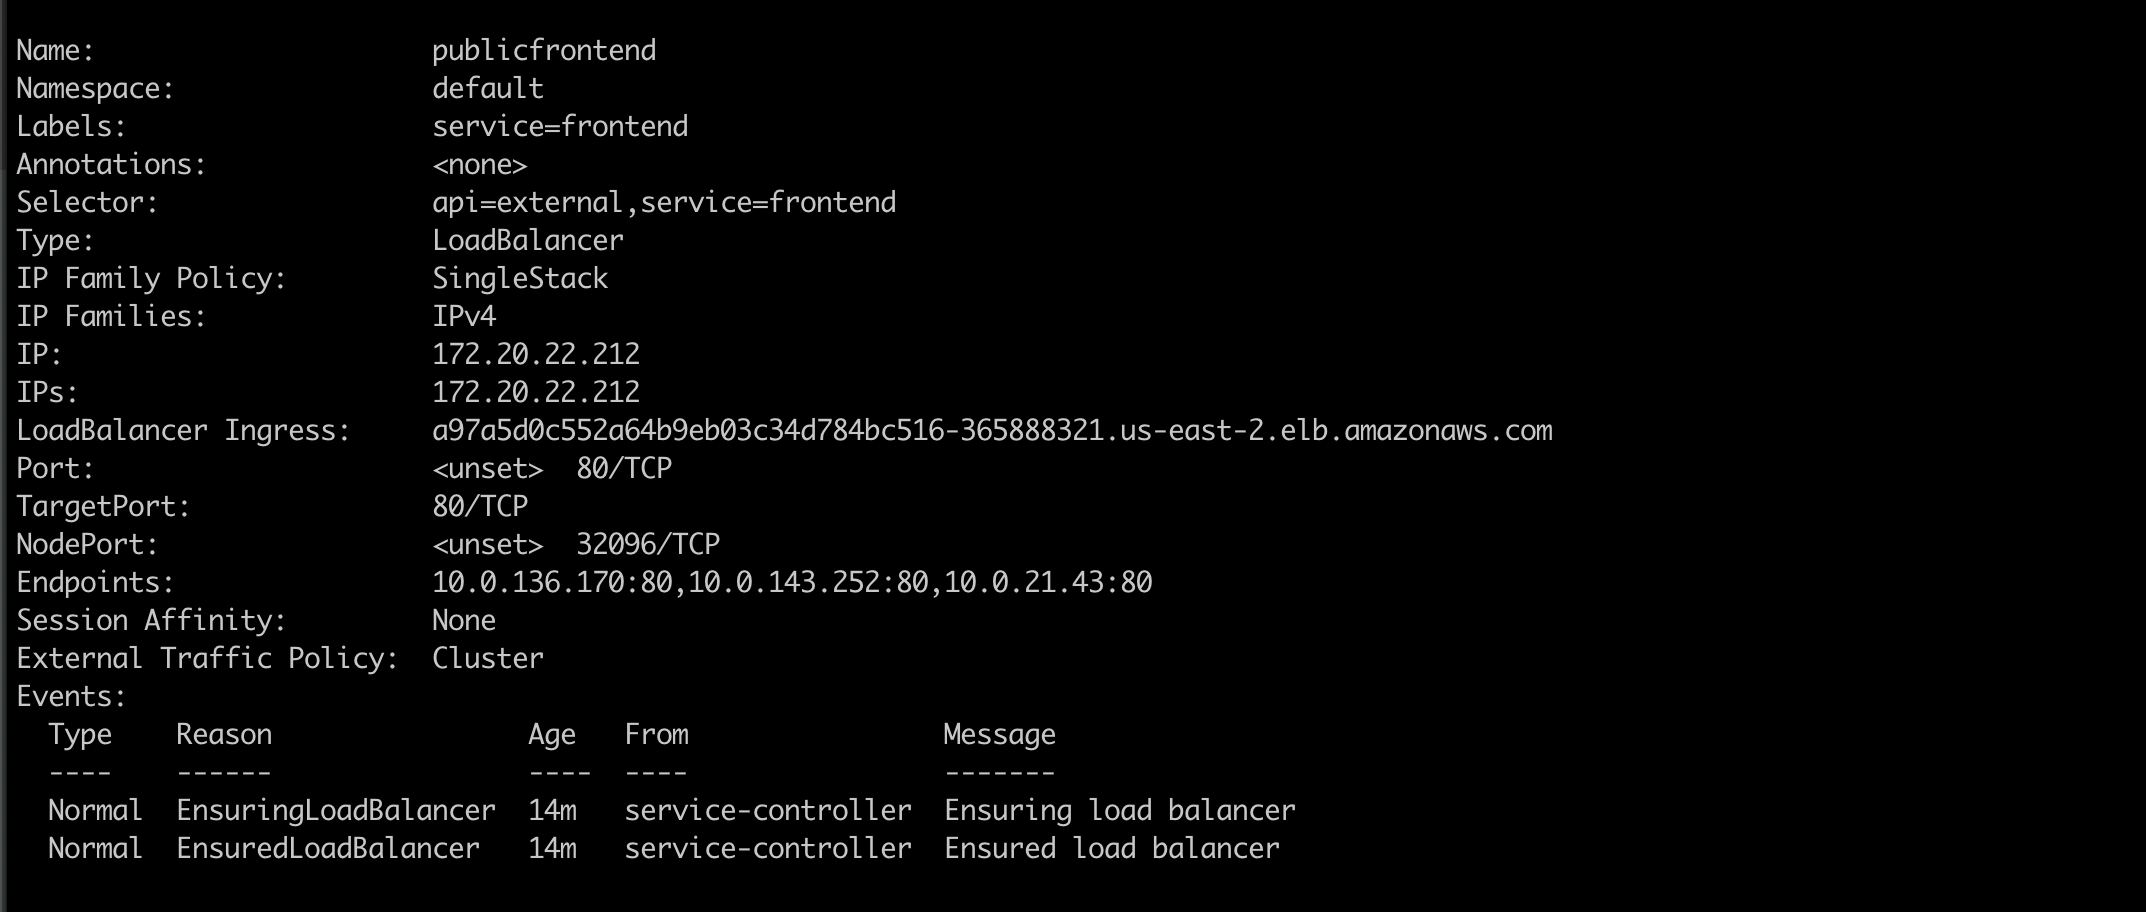 Name: publicfrontend
Namespace: default
Labels: service=frontend
Annotations: <none>
Selector: api=external,service=frontend
Type: LoadBalancer
IP Family Policy: SingleStack
IP Families: IPv4
IP: 172.20.22.212
IPs: 172.20.22.212
LoadBalancer Ingress: a97a5d0c552a64b9eb03c34d784bc516-365888321.us-east-2.elb.amazonaws.com
Port: <unset> 80/TCP
TargetPort: 80/TCP
NodePort: <unset> 32096/TCP
Endpoints: 10.0.136.170:80,10.0.143.252:80,10.0.21.43:80
Session Affinity: None
External Traffic Policy: Cluster
Events:
Type Reason Age From Message
---- ------ ---- ---- -------
Normal EnsuringLoadBalancer 14m service-controller Ensuring load balancer
Normal EnsuredLoadBalancer 14m service-controller Ensured load balancer